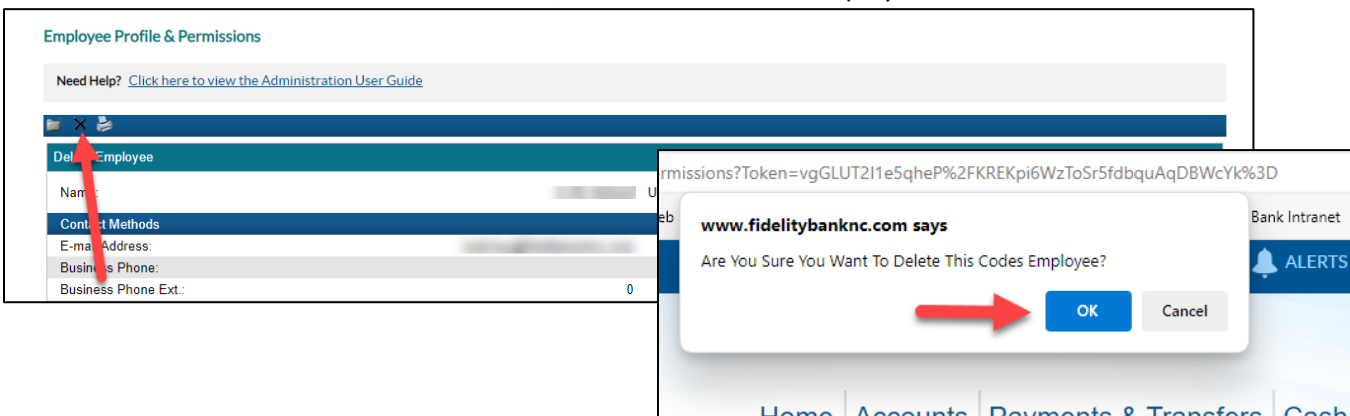 Employee Profile & Permissions
Need Help? Click here to view the Administration User Guide
Employee
Contact Methods
E-mail Address:
Business Phone:
Business Phone Ext.: 0
rmissions?Token=vgGLUT2I1e5qheP%2FKREKpi6WzToSr5fdbquAqDBWcYk%3D
eb
Bank Intranet
www.fidelitybanknc.com says
Are You Sure You Want To Delete This Codes Employee?
ALERTS
OK Cancel
Home Accounts Payments & Transfers Cash